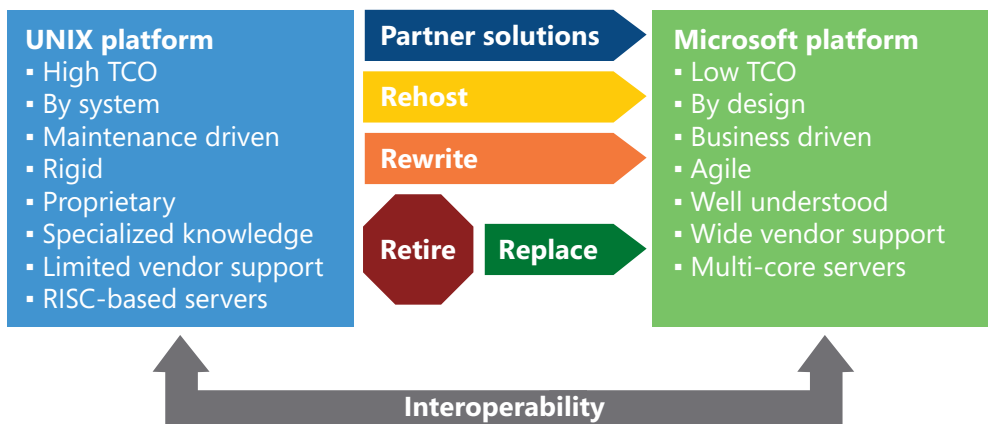 UNIX platform
▪ High TCO
▪ By system
▪ Maintenance driven
▪ Rigid
▪ Proprietary
▪ Specialized knowledge
▪ Limited vendor support
▪ RISC-based servers
Partner solutions
Rehost
Rewrite
Retire
Replace
Microsoft platform
▪ Low TCO
▪ By design
▪ Business driven
▪ Agile
▪ Well understood
▪ Wide vendor support
▪ Multi-core servers
Interoperability